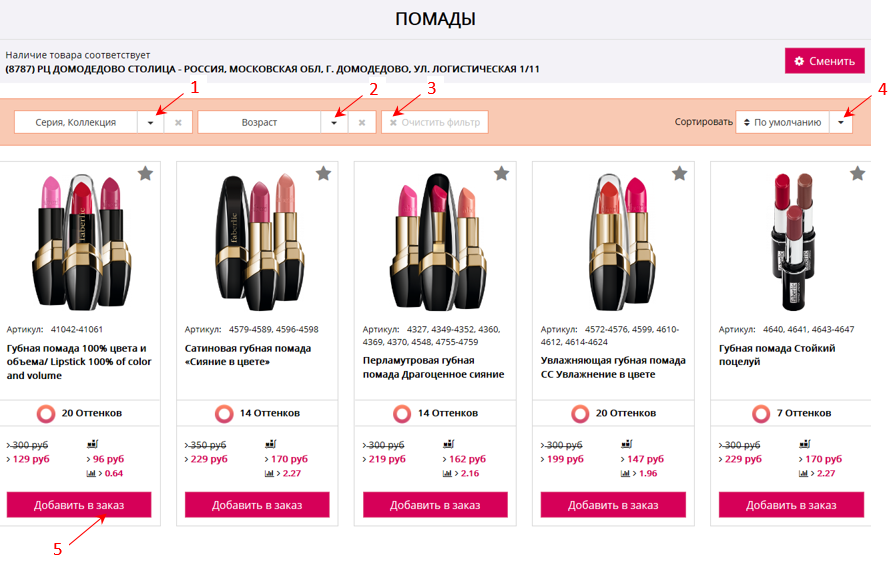 ПОМАДЫ
Наличие товара соответствует
(8787) РЦ ДОМОДЕДОВО СТОЛИЦА - РОССИЯ, МОСКОВСКАЯ ОБЛ, Г. ДОМОДЕДОВО, УЛ. ЛОГИСТИЧЕСКАЯ 1/11
Сменить
1
2
3
4
Серия, Коллекция
Возраст
Очистить фильтр
Сортировать
По умолчанию
faberlic
faberlic
Артикул: 41042-41061
Губная помада 100% цвета и
объема/ Lipstick 100% of color
and volume
20 Оттенков
300 руб
129 руб
96 руб
0.64
Добавить в заказ
Артикул: 4579-4589, 4596-4598
Сатиновая губная помада
«Сияние в цвете»
14 Оттенков
350 руб
229 руб
170 руб
2.27
Добавить в заказ
Артикул: 4327, 4349-4352, 4360,
4369, 4370, 4548, 4755-4759
Перламутровая губная
помада Драгоценное сияние
14 Оттенков
300 руб
219 руб
162 руб
2.16
Добавить в заказ
Артикул: 4572-4576, 4599, 4610-
4612, 4614-4624
Увлажняющая губная помада
СС Увлажнение в цвете
20 Оттенков
300 руб
199 руб
147 руб
1.96
Добавить в заказ
Артикул: 4640, 4641, 4643-4647
Губная помада Стойкий
поцелуй
7 Оттенков
300 руб
229 руб
170 руб
2.27
Добавить в заказ
5